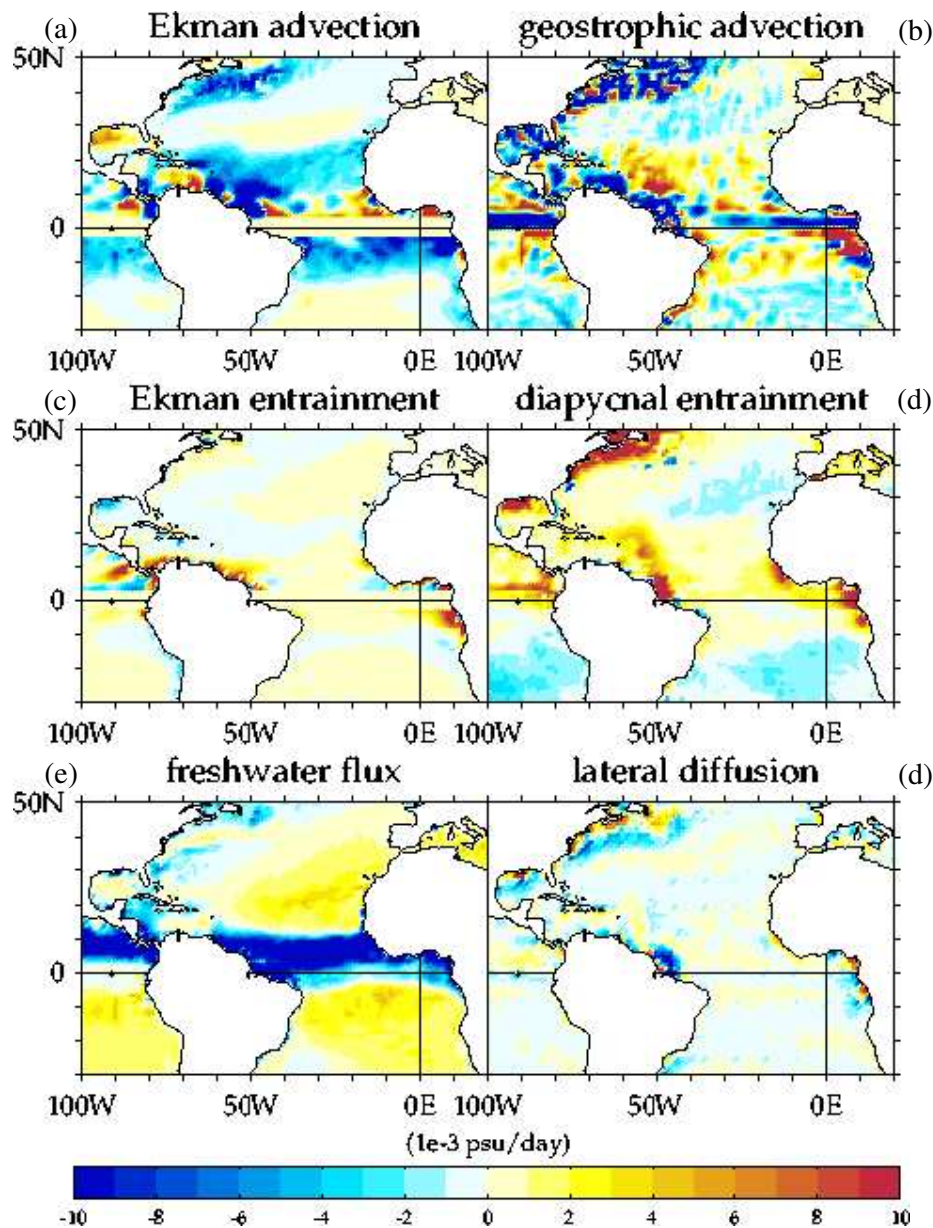 (a) Ekman advection geostrophic advection (b)
50N
0
100W 50W 0E 100W 50W 0E
(c) Ekman entrainment diapycnal entrainment (d)
50N
0
100W 50W 0E 100W 50W 0E
(e) freshwater flux lateral diffusion (d)
50N
0
100W 50W 0E 100W 50W 0E
(1e-3 psu/day)
-10 -8 -6 -4 -2 0 2 4 6 8 10